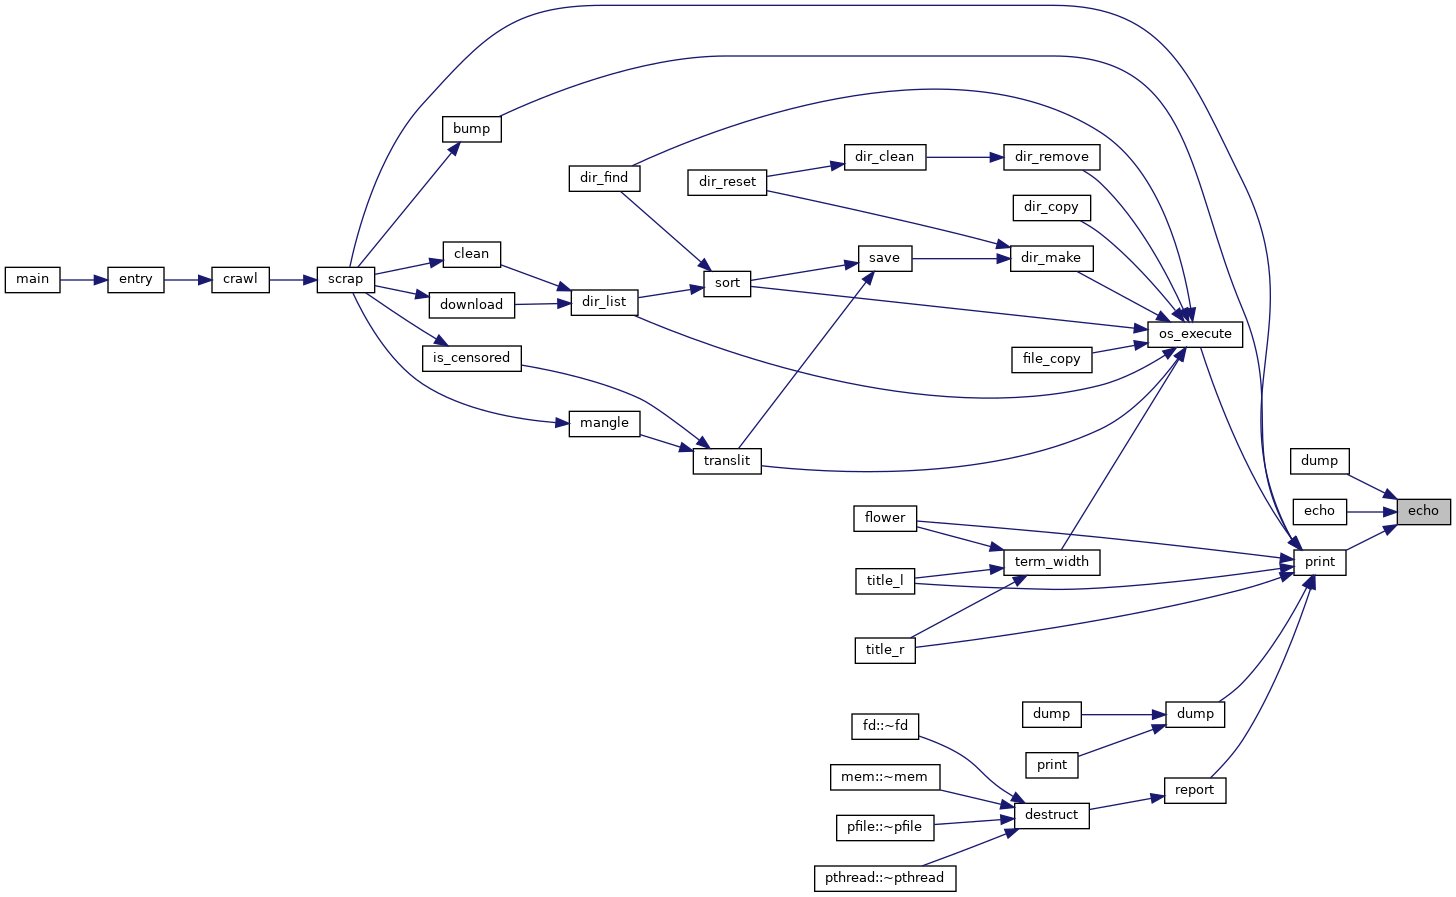 main
entry
crawl
scrap
bump
clean
download
is_censored
mangle
dir_find
dir_list
dir_reset
sort
translit
dir_clean
save
dir_remove
dir_copy
dir_make
file_copy
os_execute
flower
title_l
title_r
term_width
dump
echo
print
echo
dump
print
dump
report
fd::~fd
mem::~mem
pfile::~pfile
pthread::~pthread
destruct